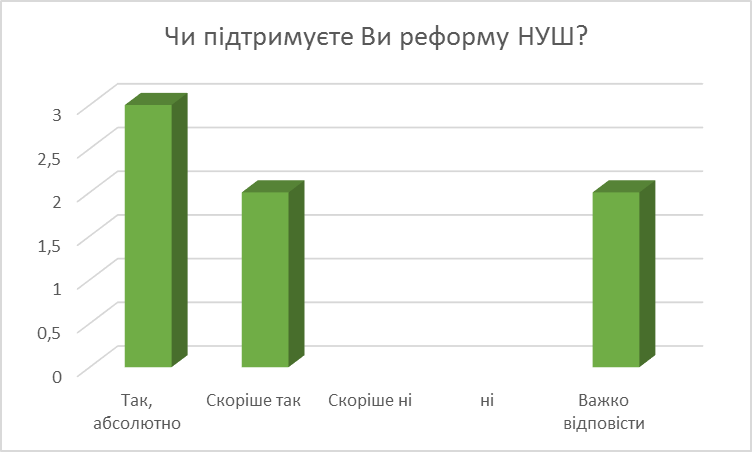 Чи підтримуєте Ви реформу НУШ?
3
2,5
2
1,5
1
0,5
0
Так,
абсолютно
Скоріше так
Скоріше ні
ні
Важко
відповісти